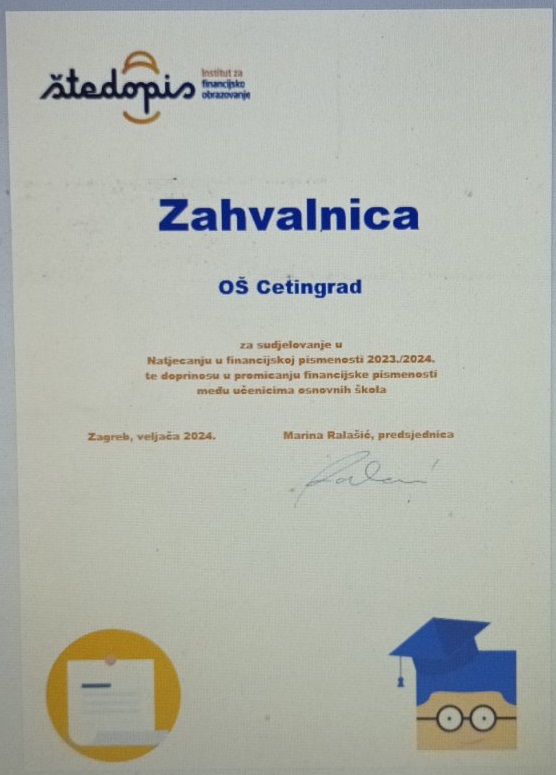 štedopis
Institut za
financijsko
obrazovanje
Zahvalnica
OŠ Cetingrad
za sudjelovanje u
Natjecanju u financijskoj pismenosti 2023./2024.
te doprinosu u promicanju financijske pismenosti
među učenicima osnovnih škola
Zagreb, veljača 2024.
Marina Ralašić, predsjednica